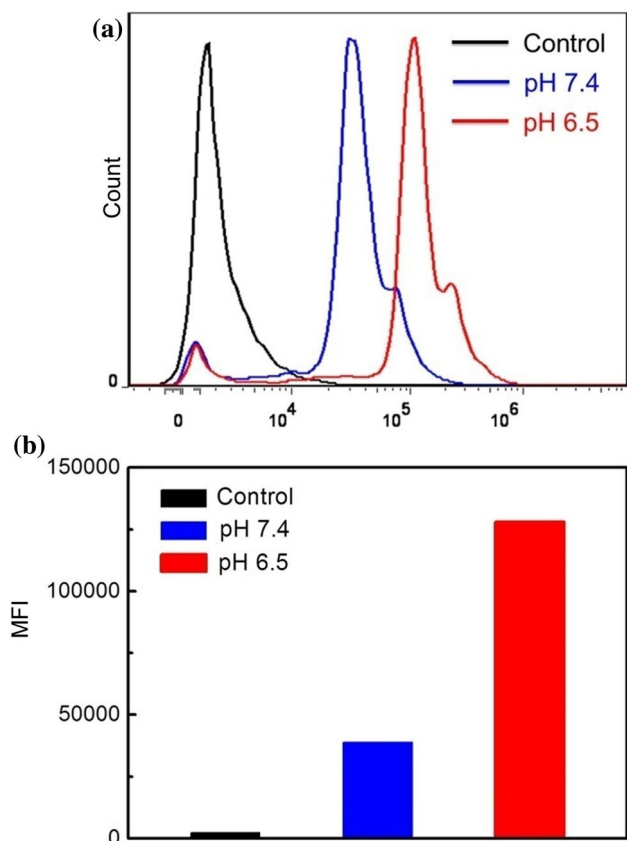 (a)
Control
pH 7.4
pH 6.5
Count
0
0 10⁴ 10⁵ 10⁶
(b)
150000
Control
pH 7.4
pH 6.5
100000
MFI
50000
0